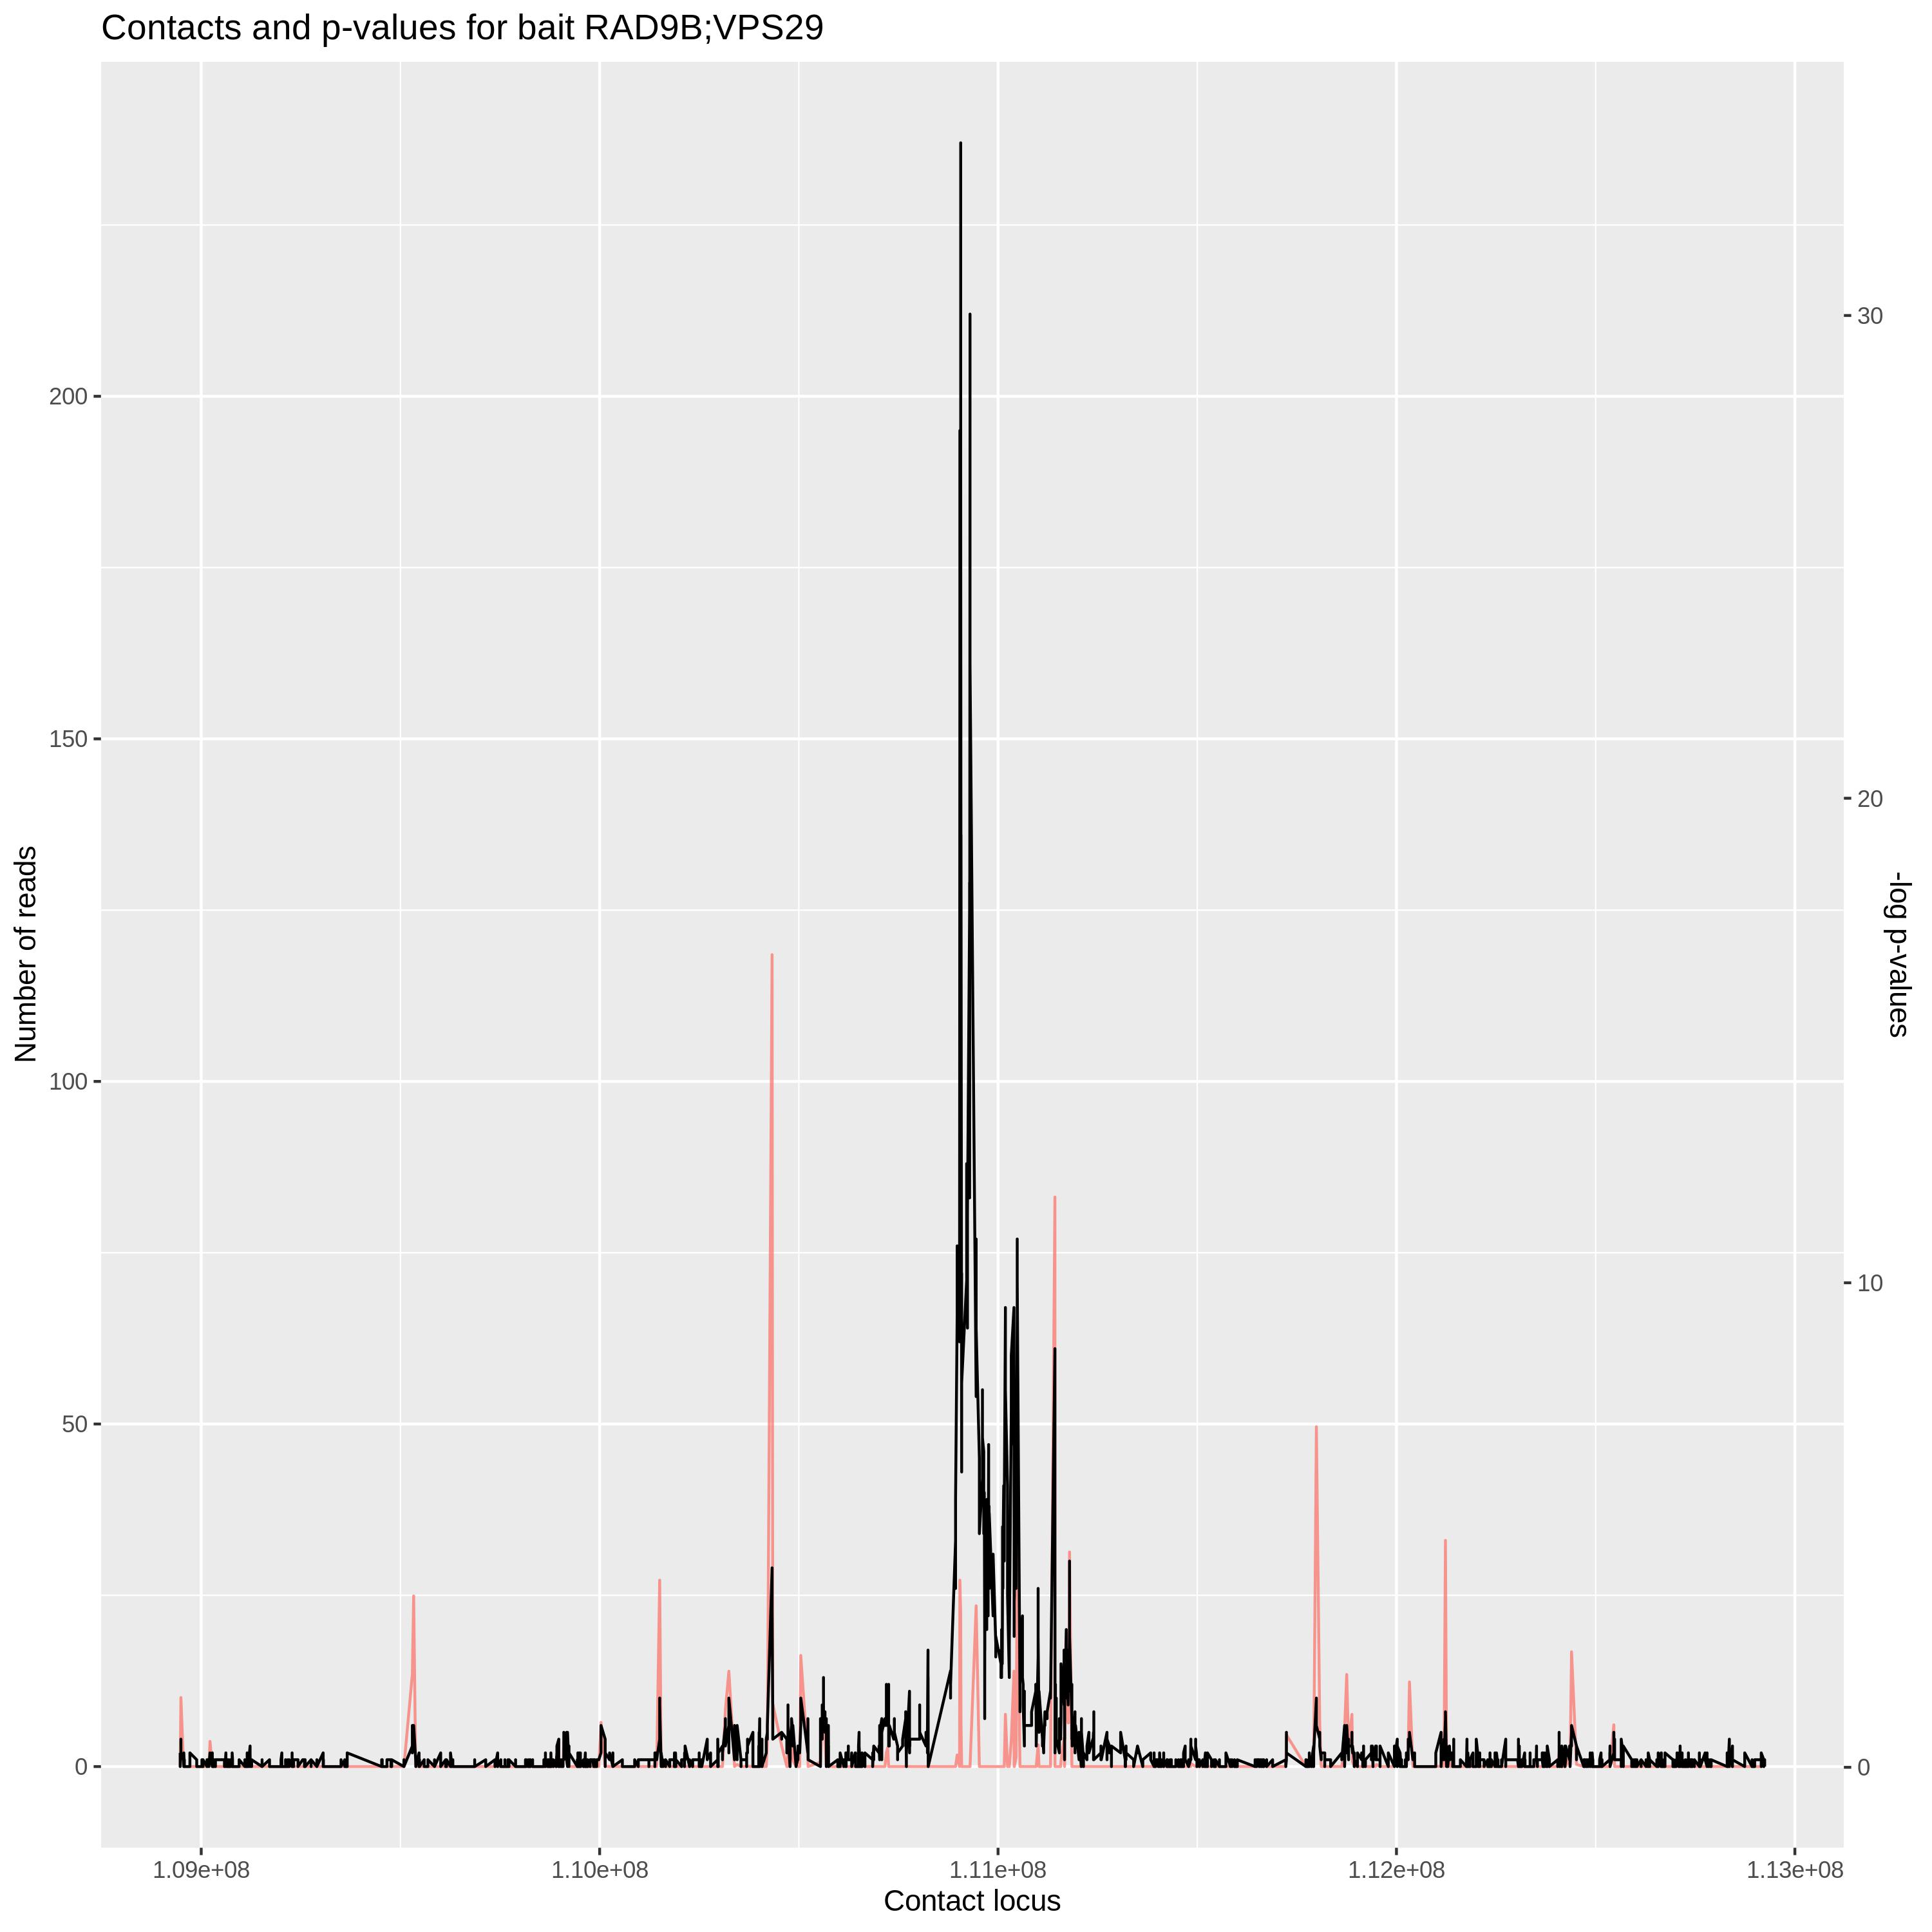 Contacts and p-values for bait RAD9B;VPS29
Number of reads
200
150
100
50
0
30
20
10
0
-log p-values
1.09e+08
1.10e+08
1.11e+08
1.12e+08
1.13e+08
Contact locus